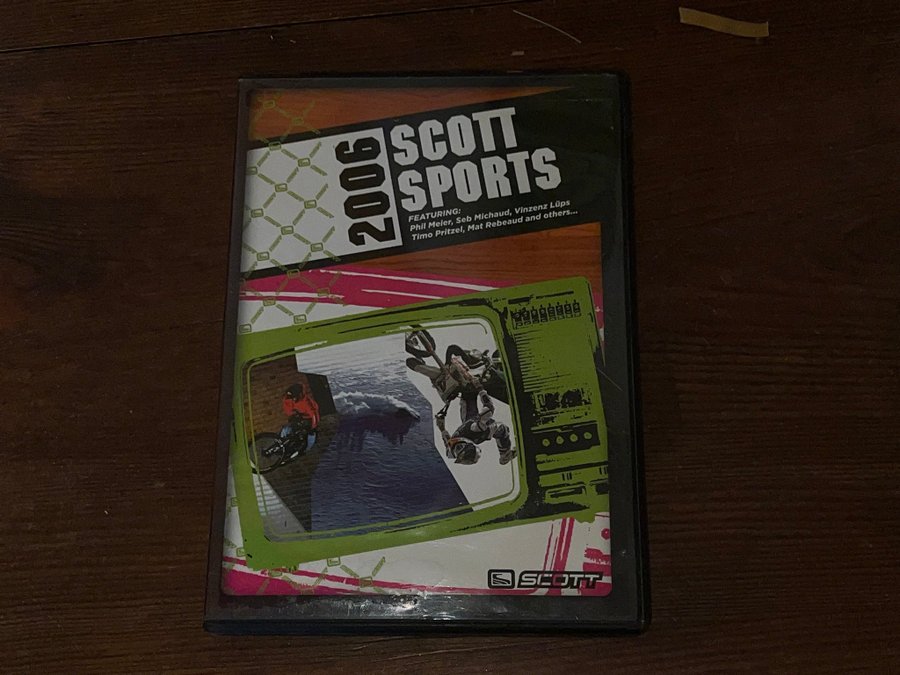 2006
SCOTT
SPORTS
FEATURING:
Phil Meier, Seb Michaud, Vinzenz Lüps
Timo Pritzel, Mat Rebeaud and others...
SCOTT